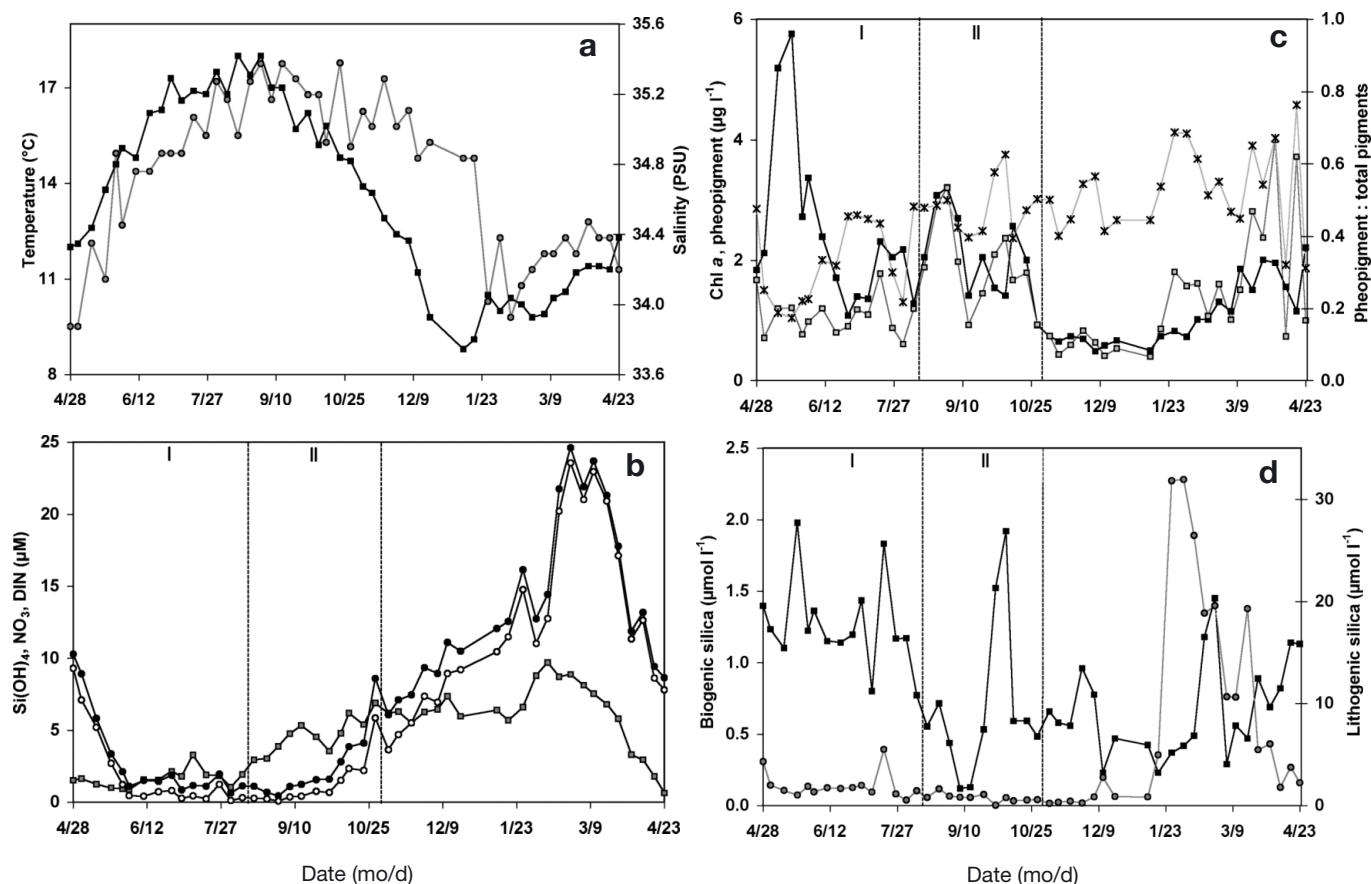 a
Temperature (°C)
17
14
11
8
35.6
35.2
34.8
34.4
34.0
33.6
Salinity (PSU)
4/28 6/12 7/27 9/10 10/25 12/9 1/23 3/9 4/23
I II
c
Chl a, pheopigment (µg l⁻¹)
6
4
2
0
1.0
0.8
0.6
0.4
0.2
0.0
Pheopigment : total pigments
4/28 6/12 7/27 9/10 10/25 12/9 1/23 3/9 4/23
I II
b
Si(OH)₄, NO₃, DIN (µM)
25
20
15
10
5
0
4/28 6/12 7/27 9/10 10/25 12/9 1/23 3/9 4/23
Date (mo/d)
I II
d
Biogenic silica (µmol l⁻¹)
2.5
2.0
1.5
1.0
0.5
0.0
30
20
10
0
Lithogenic silica (µmol l⁻¹)
4/28 6/12 7/27 9/10 10/25 12/9 1/23 3/9 4/23
Date (mo/d)